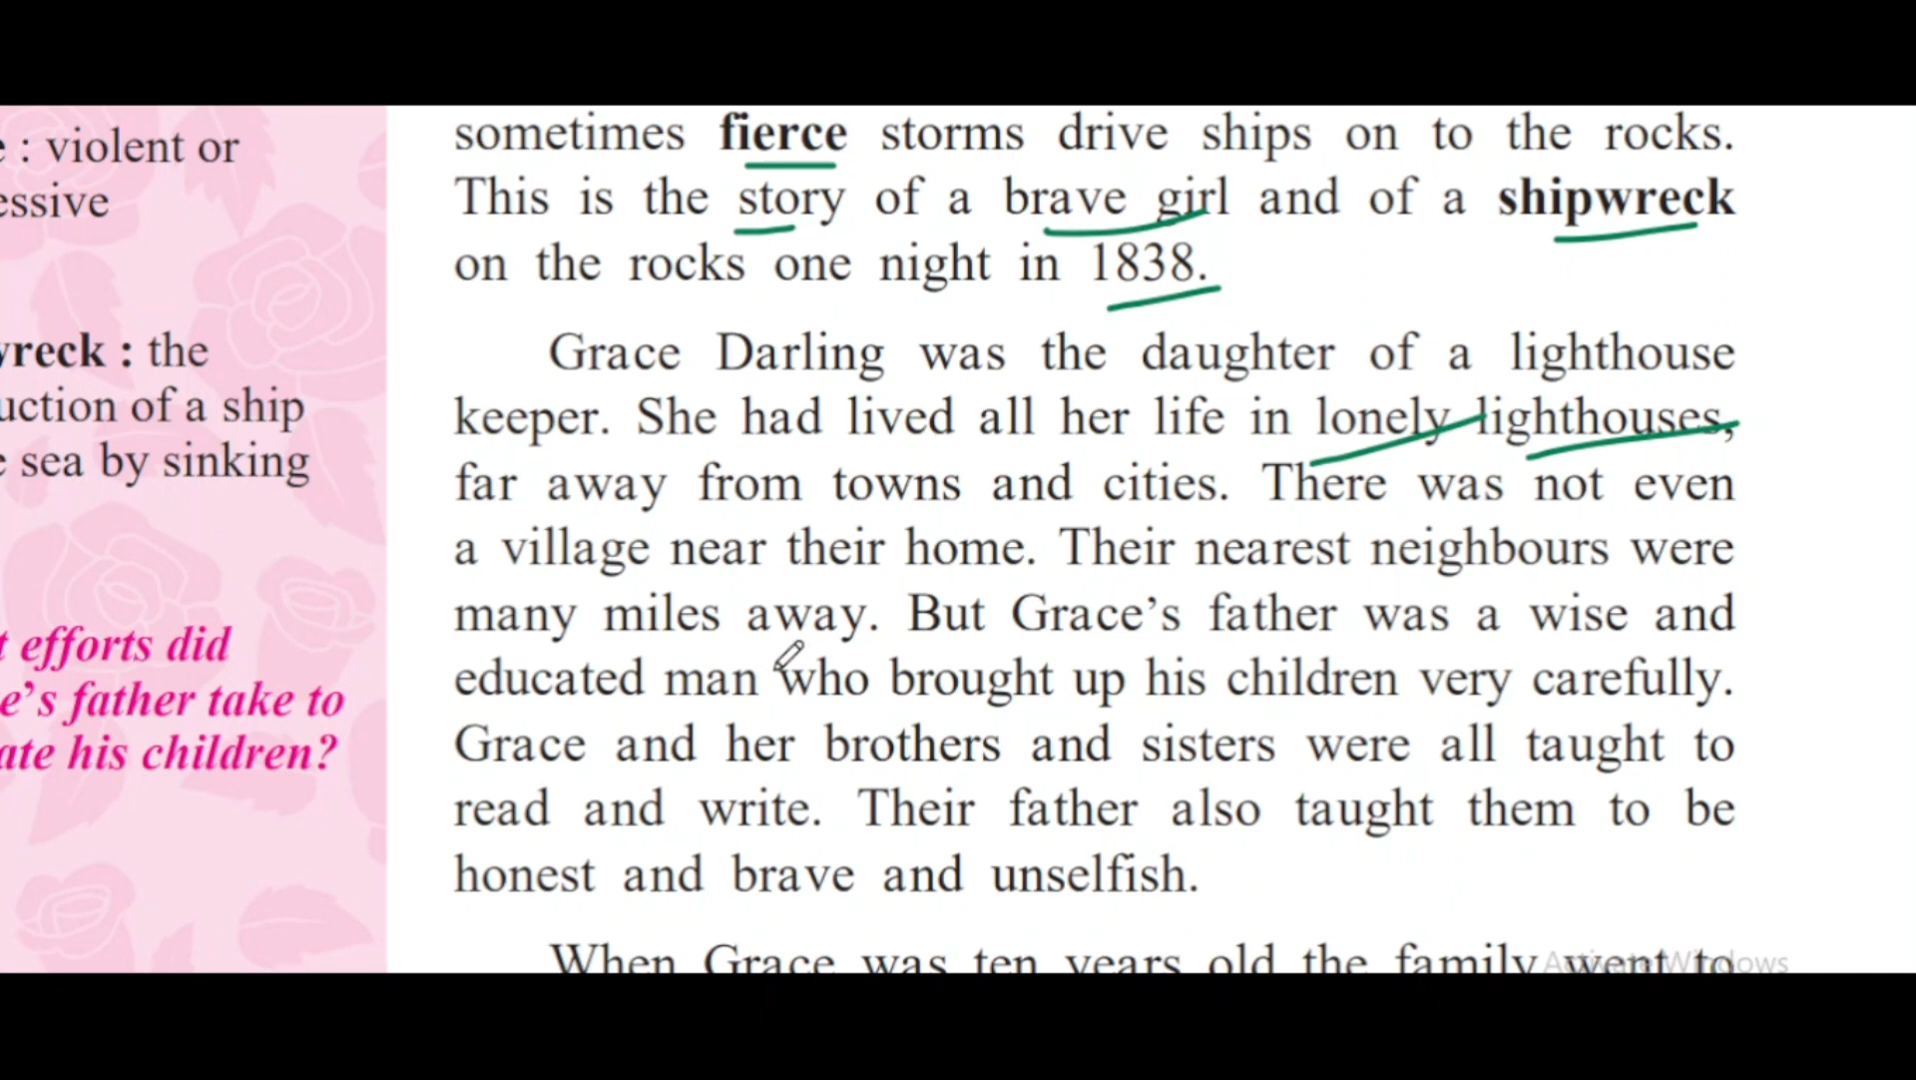 e : violent or
essive
wreck : the
uction of a ship
e sea by sinking
t efforts did
e’s father take to
ate his children?
sometimes fierce storms drive ships on to the rocks.
This is the story of a brave girl and of a shipwreck
on the rocks one night in 1838.
Grace Darling was the daughter of a lighthouse
keeper. She had lived all her life in lonely lighthouses,
far away from towns and cities. There was not even
a village near their home. Their nearest neighbours were
many miles away. But Grace’s father was a wise and
educated man who brought up his children very carefully.
Grace and her brothers and sisters were all taught to
read and write. Their father also taught them to be
honest and brave and unselfish.
When Grace was ten years old the family went to
Activate Windows